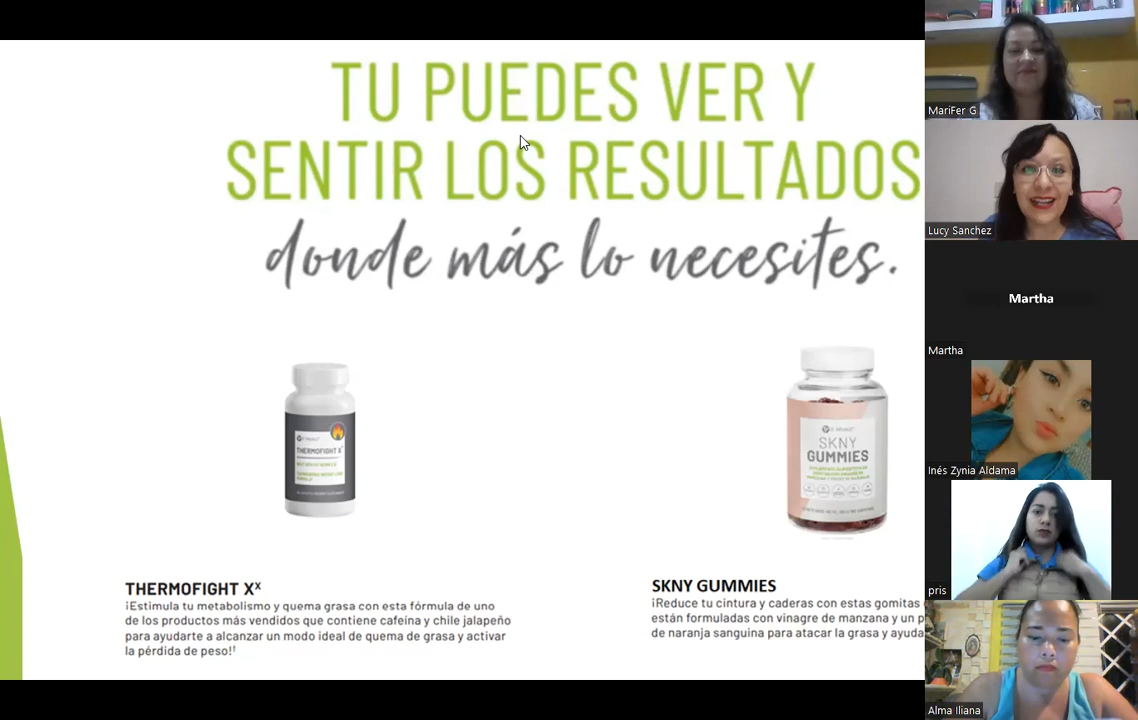 TU PUEDES VER Y
SENTIR LOS RESULTADOS
donde más lo necesites.
THERMOFIGHT X
SKNY
GUMMIES
THERMOFIGHT Xˣ
¡Estimula tu metabolismo y quema grasa con esta fórmula de uno
de los productos más vendidos que contiene cafeína y chile jalapeño
para ayudarte a alcanzar un modo ideal de quema de grasa y activar
la pérdida de peso!†
SKNY GUMMIES
¡Reduce tu cintura y caderas con estas gomitas
están formuladas con vinagre de manzana y un p
de naranja sanguina para atacar la grasa y ayuda
MariFer G
Lucy Sanchez
Martha
Martha
Inés Zynia Aldama
pris
Alma Iliana